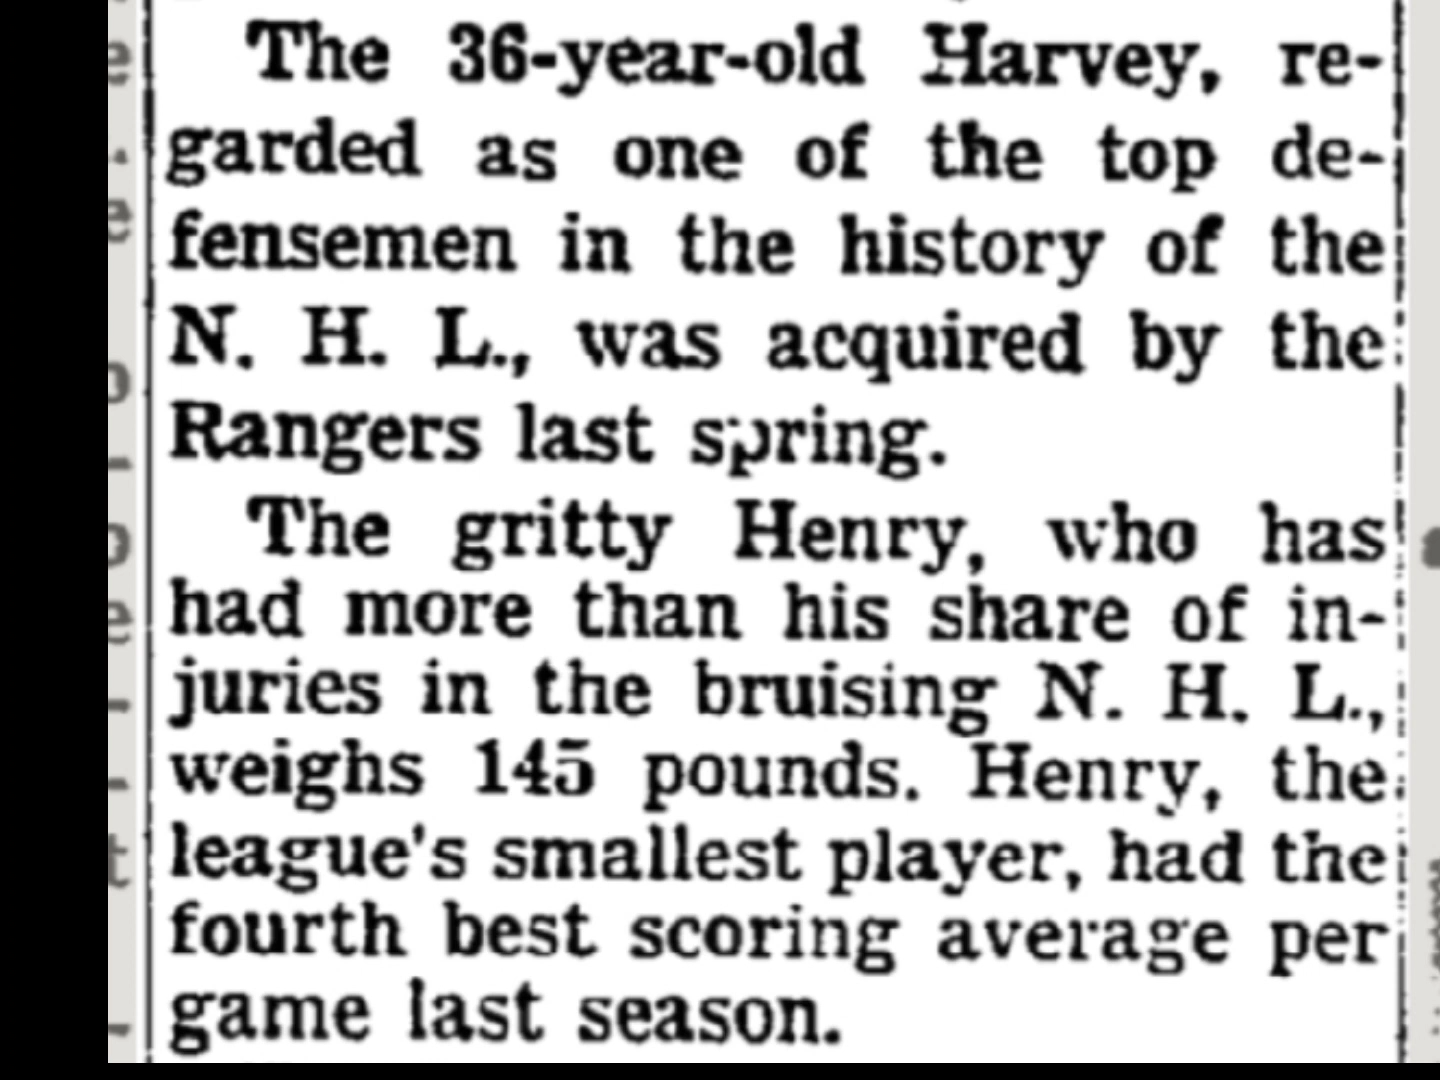 The 36-year-old Harvey, re-
garded as one of the top de-
fensemen in the history of the
N. H. L., was acquired by the
Rangers last spring.
The gritty Henry, who has
had more than his share of in-
juries in the bruising N. H. L.,
weighs 145 pounds. Henry, the
league's smallest player, had the
fourth best scoring average per
game last season.